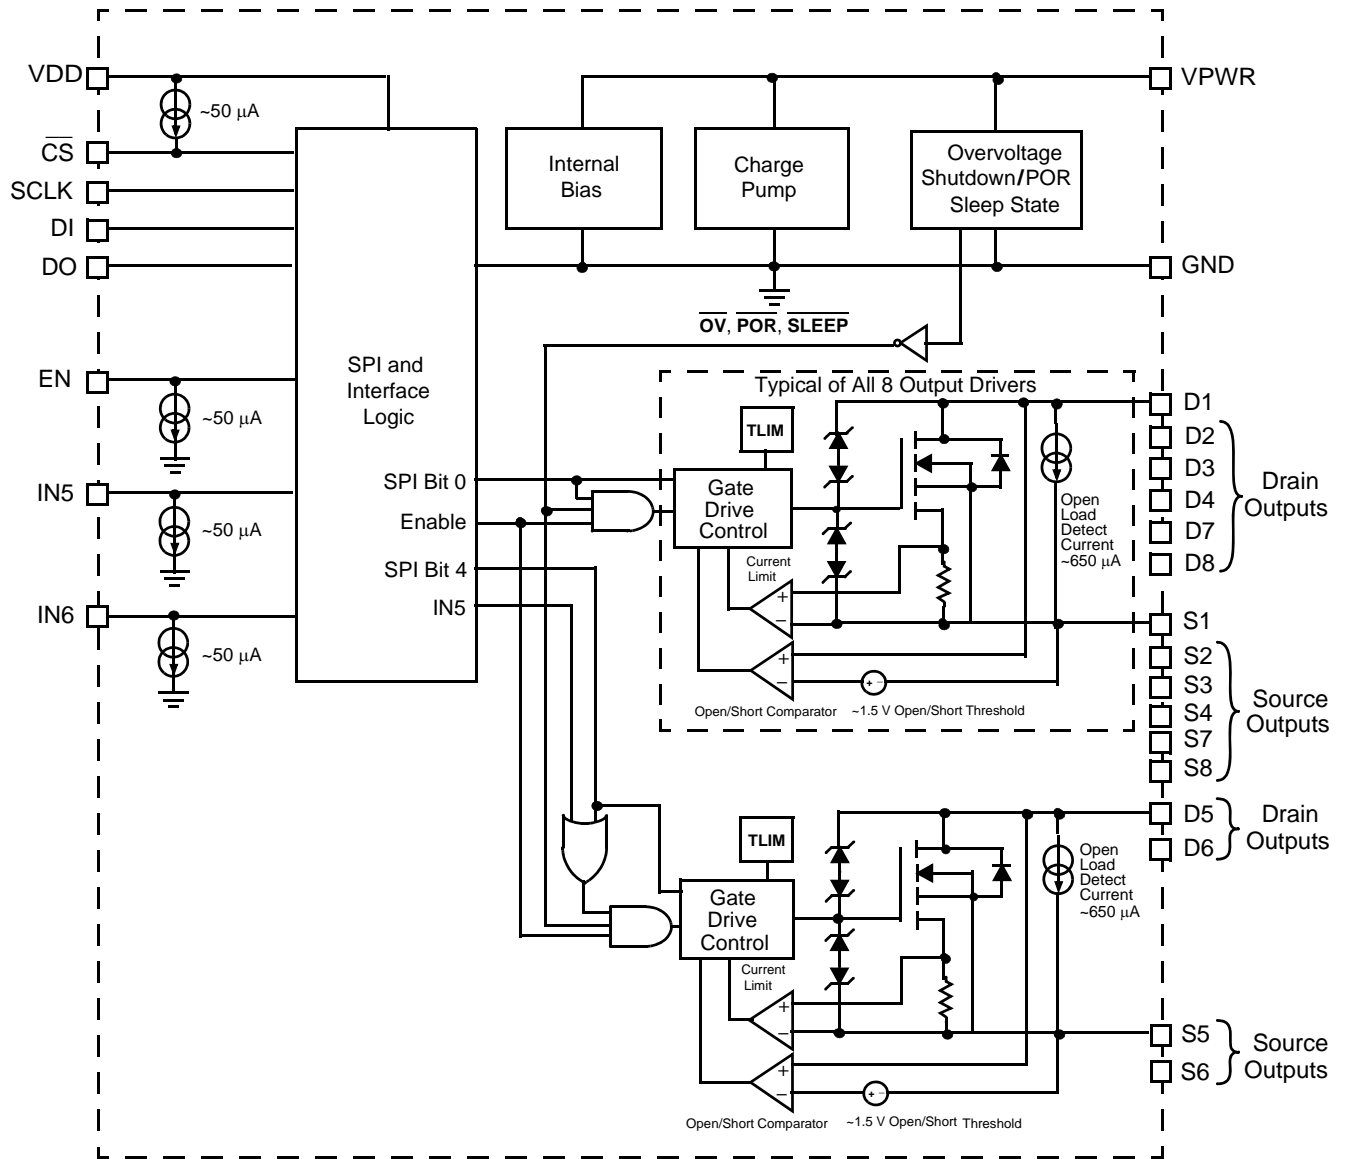 VDD
~50 µA
CS
SCLK
DI
DO
EN
~50 µA
IN5
~50 µA
IN6
~50 µA
SPI and
Interface
Logic
SPI Bit 0
Enable
SPI Bit 4
IN5
Internal
Bias
Charge
Pump
Overvoltage
Shutdown/POR
Sleep State
VPWR
GND
OV, POR, SLEEP
Typical of All 8 Output Drivers
TLIM
Gate
Drive
Control
Current
Limit
+
–
+
–
+ –
Open
Load
Detect
Current
~650 µA
Open/Short Comparator
~1.5 V Open/Short Threshold
D1
D2
D3
D4
D7
D8
Drain
Outputs
S1
S2
S3
S4
S7
S8
Source
Outputs
TLIM
Gate
Drive
Control
Current
Limit
+
–
+
–
+ –
Open
Load
Detect
Current
~650 µA
Open/Short Comparator
~1.5 V Open/Short Threshold
D5
D6
Drain
Outputs
S5
S6
Source
Outputs